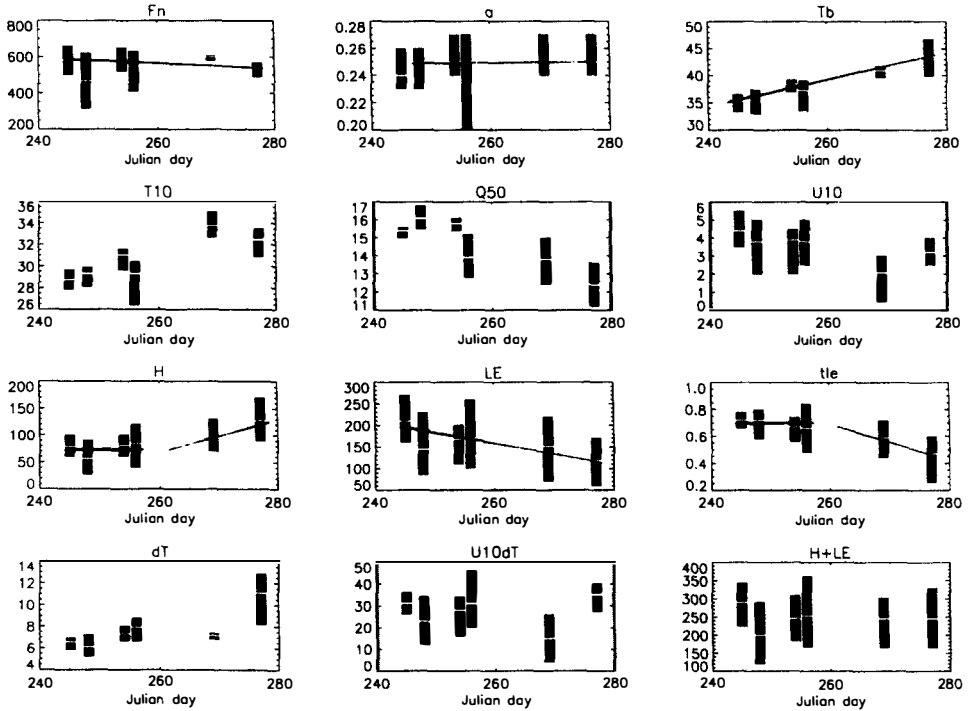 Fn
800
600
400
200
240 260 280
Julian day
a
0.28
0.26
0.24
0.22
0.20
240 260 280
Julian day
Tb
50
45
40
35
30
240 260 280
Julian day
T10
36
34
32
30
28
26
240 260 280
Julian day
Q50
17
16
15
14
13
12
11
240 260 280
Julian day
U10
6
5
4
3
2
1
0
240 260 280
Julian day
H
200
150
100
50
0
240 260 280
Julian day
LE
300
250
200
150
100
50
240 260 280
Julian day
tle
1.0
0.8
0.6
0.4
0.2
240 260 280
Julian day
dT
14
12
10
8
6
4
240 260 280
Julian day
U10dT
50
40
30
20
10
0
240 260 280
Julian day
H+LE
400
350
300
250
200
150
100
240 260 280
Julian day